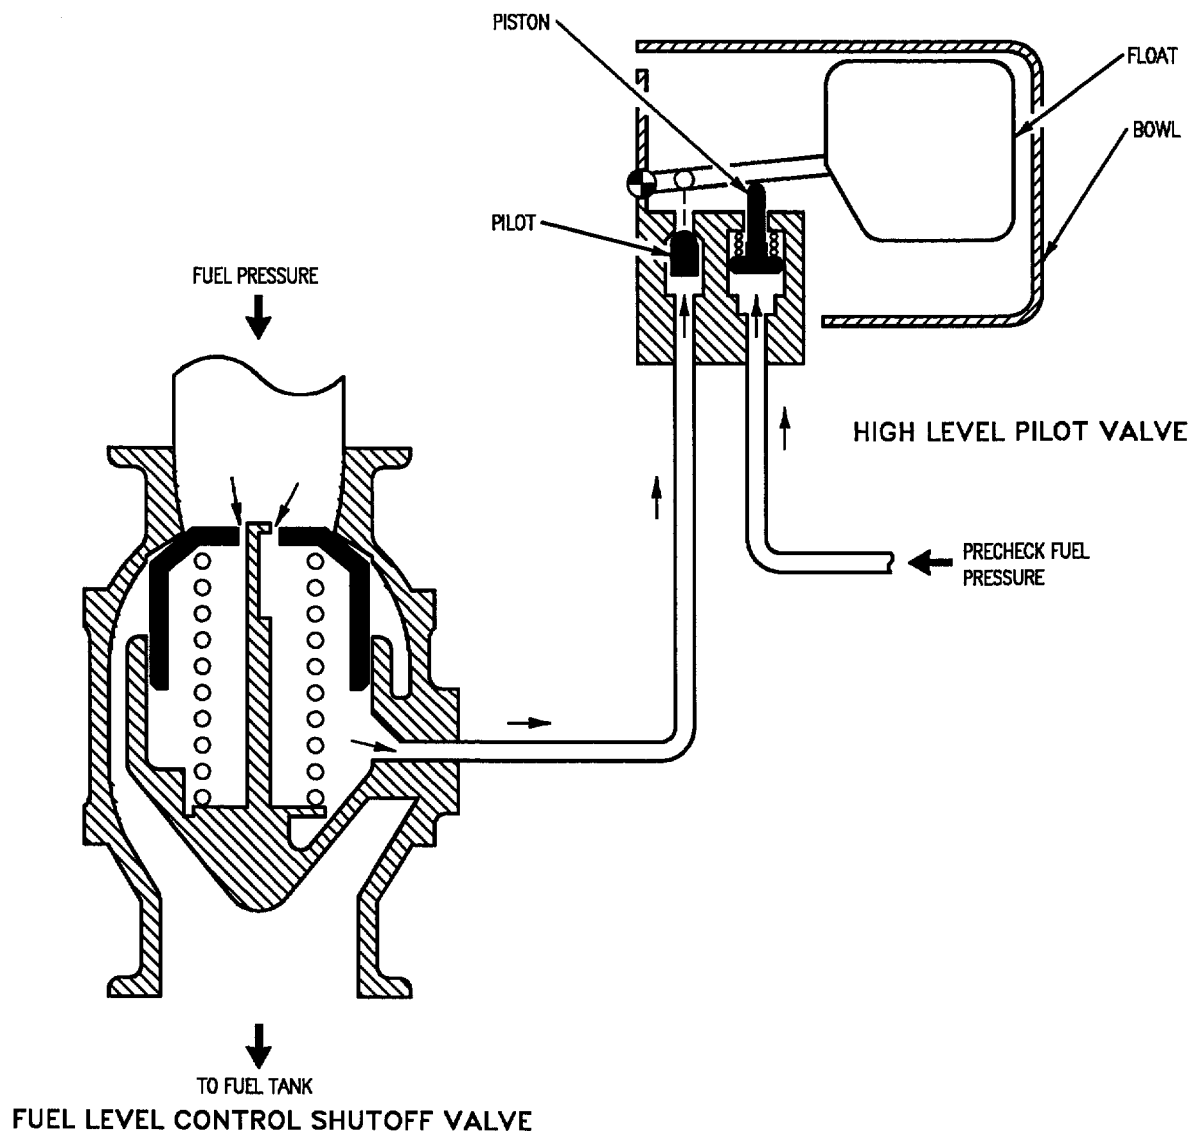 PISTON
FLOAT
BOWL
PILOT
FUEL PRESSURE
HIGH LEVEL PILOT VALVE
PRECHECK FUEL
PRESSURE
TO FUEL TANK
FUEL LEVEL CONTROL SHUTOFF VALVE